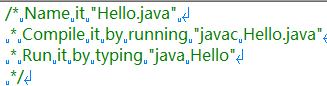 /* Name it "Hello.java"
 * Compile it by running "javac Hello.java"
 * Run it by typing "java Hello"
 */